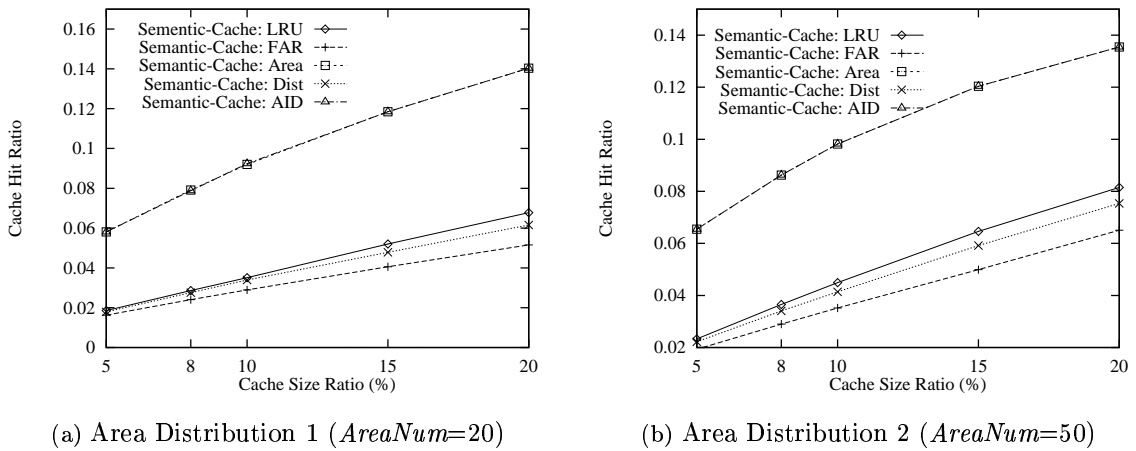 0.16
0.14
0.12
0.1
0.08
0.06
0.04
0.02
0
Cache Hit Ratio
Sementic-Cache: LRU
Semantic-Cache: FAR
Semantic-Cache: Area
Semantic-Cache: Dist
Semantic-Cache: AID
5 8 10 15 20
Cache Size Ratio (%)
(a) Area Distribution 1 (AreaNum=20)
0.14
0.12
0.1
0.08
0.06
0.04
0.02
Cache Hit Ratio
Semantic-Cache: LRU
Semantic-Cache: FAR
Semantic-Cache: Area
Semantic-Cache: Dist
Semantic-Cache: AID
5 8 10 15 20
Cache Size Ratio (%)
(b) Area Distribution 2 (AreaNum=50)